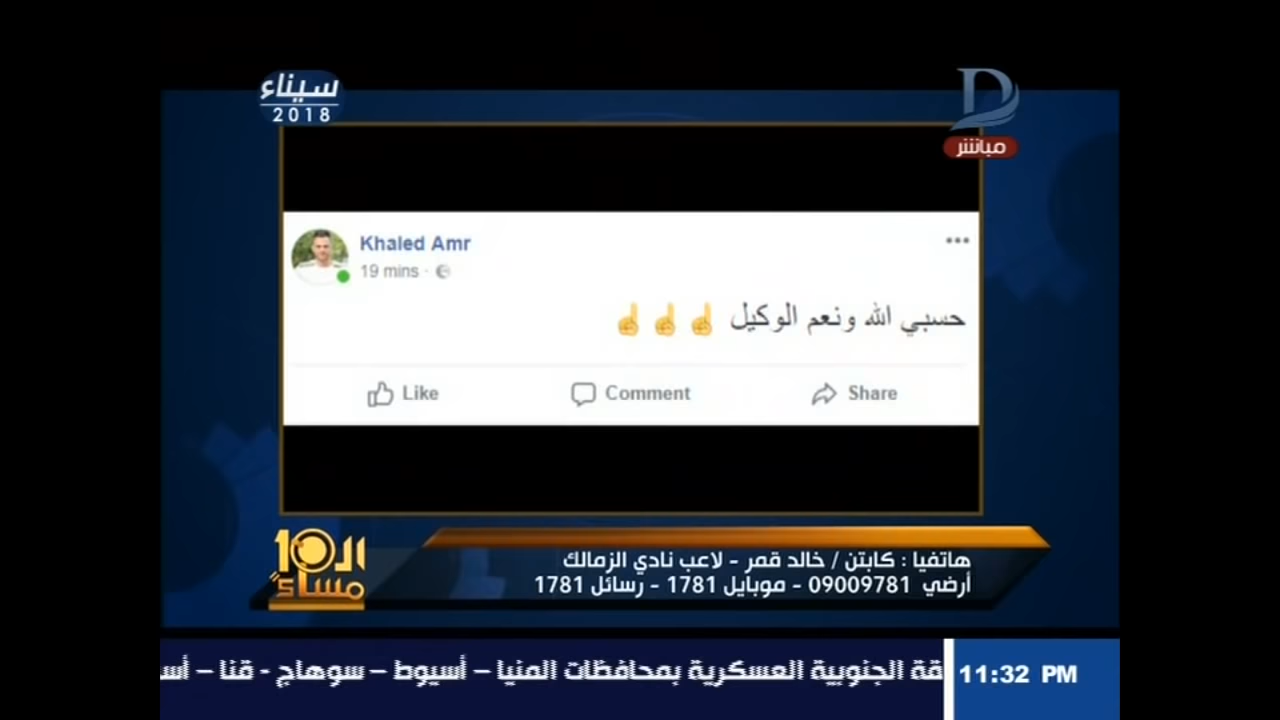 سيناء
2018
D
مباشر
Khaled Amr
19 mins ·
حسبي الله ونعم الوكيل ☝☝☝
Like
Comment
Share
الـ10
مساءً
هاتفيا : كابتن / خالد قمر - لاعب نادي الزمالك
أرضي 09009781 - موبايل 1781 - رسائل 1781
قة الجنوبية العسكرية بمحافظات المنيا – أسيوط – سوهاج - قنا – أس
11:32 PM